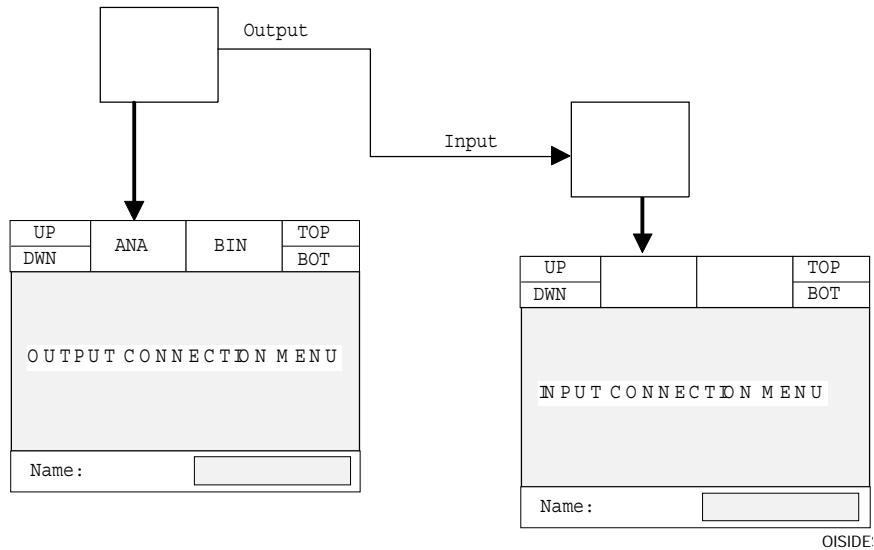 Output
Input
UP
DWN
ANA
BIN
TOP
BOT
OUTPUT CONNECTION MENU
Name:
UP
DWN
TOP
BOT
INPUT CONNECTION MENU
Name: